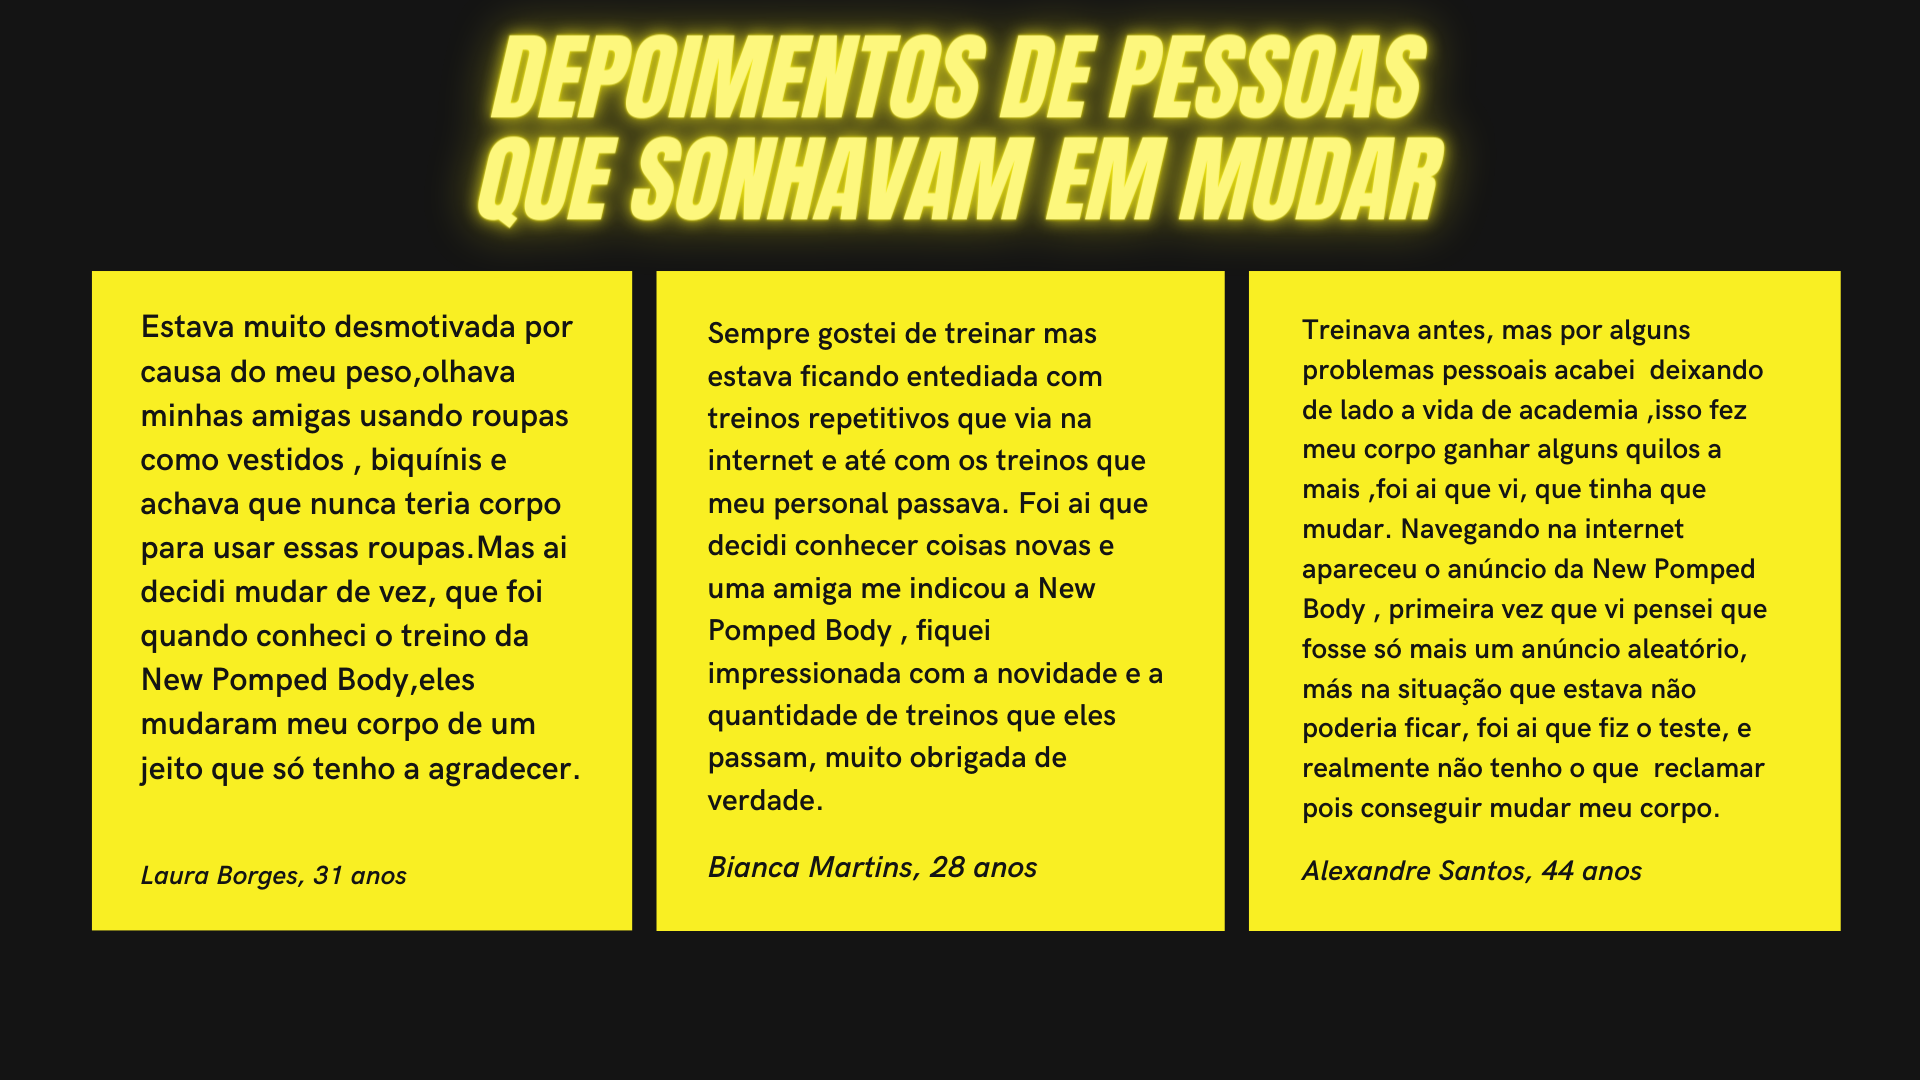 DEPOIMENTOS DE PESSOAS
QUE SONHAVAM EM MUDAR
Estava muito desmotivada por
causa do meu peso,olhava
minhas amigas usando roupas
como vestidos , biquínis e
achava que nunca teria corpo
para usar essas roupas.Mas ai
decidi mudar de vez, que foi
quando conheci o treino da
New Pomped Body,eles
mudaram meu corpo de um
jeito que só tenho a agradecer.
Laura Borges, 31 anos
Sempre gostei de treinar mas
estava ficando entediada com
treinos repetitivos que via na
internet e até com os treinos que
meu personal passava. Foi ai que
decidi conhecer coisas novas e
uma amiga me indicou a New
Pomped Body , fiquei
impressionada com a novidade e a
quantidade de treinos que eles
passam, muito obrigada de
verdade.
Bianca Martins, 28 anos
Treinava antes, mas por alguns
problemas pessoais acabei  deixando
de lado a vida de academia ,isso fez
meu corpo ganhar alguns quilos a
mais ,foi ai que vi, que tinha que
mudar. Navegando na internet
apareceu o anúncio da New Pomped
Body , primeira vez que vi pensei que
fosse só mais um anúncio aleatório,
más na situação que estava não
poderia ficar, foi ai que fiz o teste, e
realmente não tenho o que  reclamar
pois conseguir mudar meu corpo.
Alexandre Santos, 44 anos